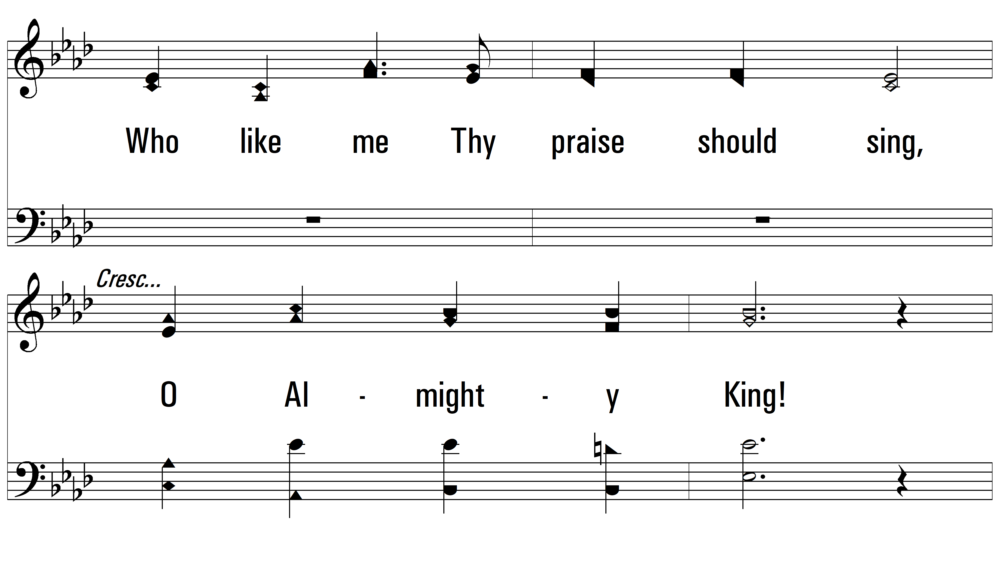 Who like me Thy praise should sing,
Cresc...
O Al - might - y King!